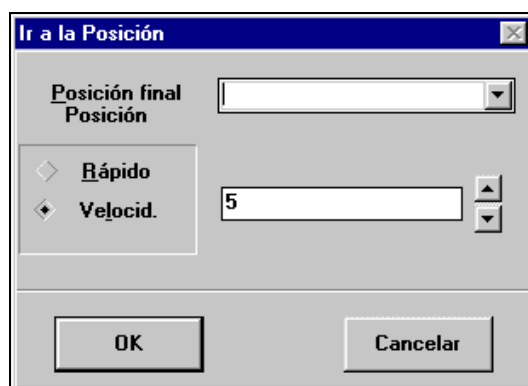 Ir a la Posición
Posición final
Posición
Rápido
Velocid.
5
OK
Cancelar